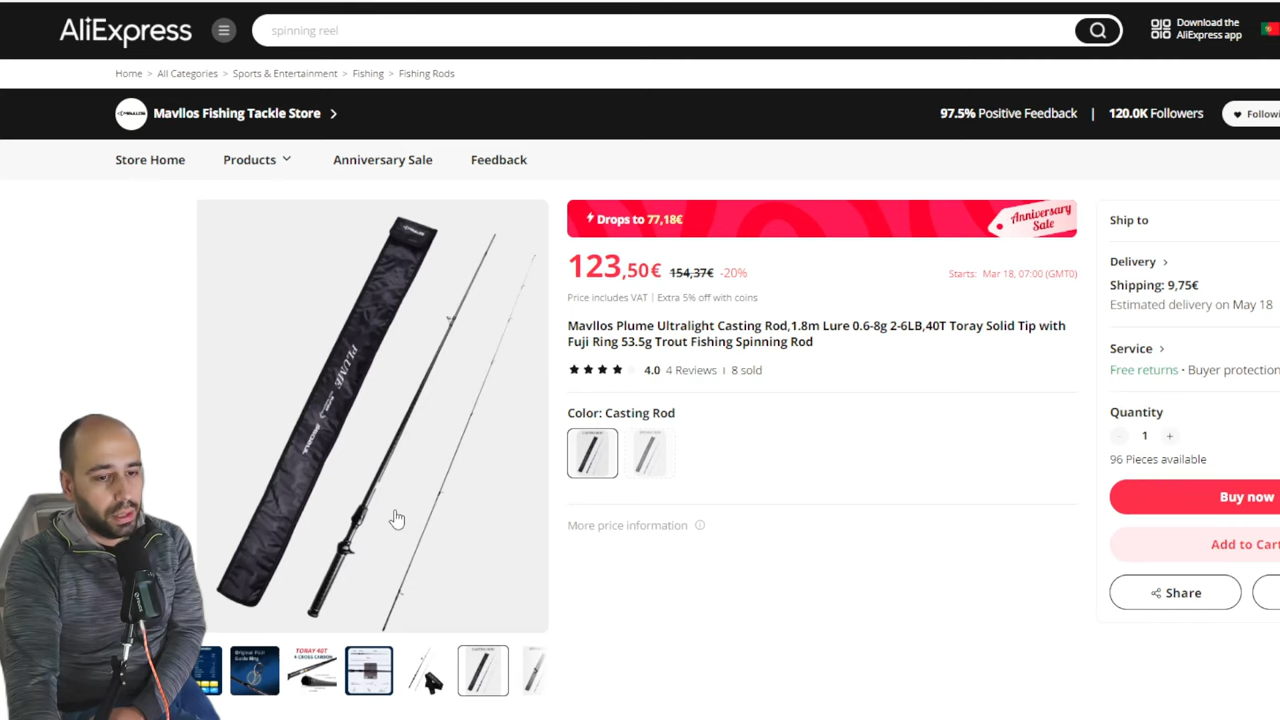 AliExpress
spinning reel
Download the
AliExpress app
Home > All Categories > Sports & Entertainment > Fishing > Fishing Rods
Mavllos Fishing Tackle Store >
97.5% Positive Feedback | 120.0K Followers
Store Home Products Anniversary Sale Feedback
Drops to 77,18€
Anniversary
Sale
123,50€ 154,37€ -20%
Starts: Mar 18, 07:00 (GMT0)
Price includes VAT | Extra 5% off with coins
Mavllos Plume Ultralight Casting Rod,1.8m Lure 0.6-8g 2-6LB,40T Toray Solid Tip with
Fuji Ring 53.5g Trout Fishing Spinning Rod
4.0 4 Reviews | 8 sold
Color: Casting Rod
More price information
Ship to
Delivery >
Shipping: 9,75€
Estimated delivery on May 18
Service >
Free returns · Buyer protection
Quantity
- 1 +
96 Pieces available
Buy now
Add to Cart
Share
PLUME
TORAY 40T